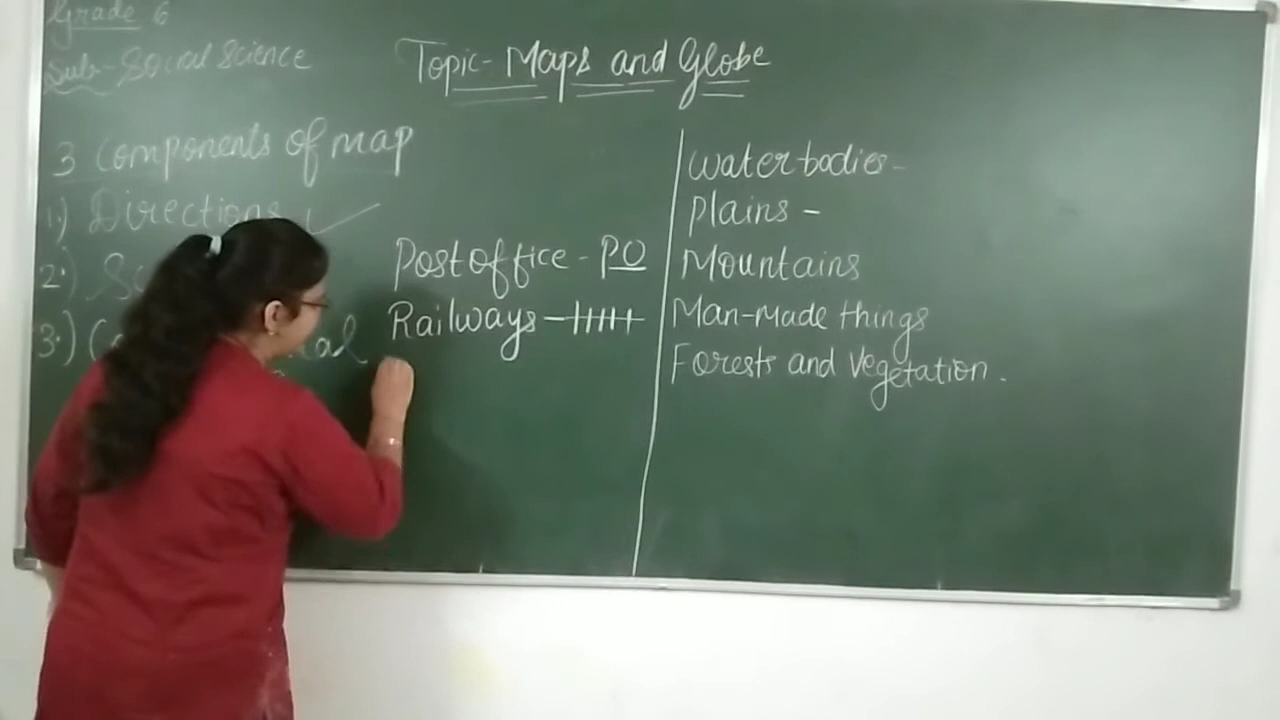 Grade 6
Sub- Social Science
Topic- Maps and Globe
3 Components of map
1.) Directions
2.)
3.)
Post office - PO
Railways
Water bodies -
Plains -
Mountains
Man-Made things
Forests and Vegetation.